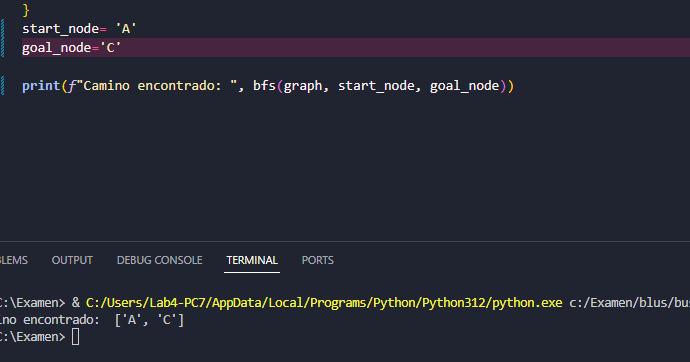 }
start_node= 'A'
goal_node='C'
print(f"Camino encontrado: ", bfs(graph, start_node, goal_node))
BLEMS OUTPUT DEBUG CONSOLE TERMINAL PORTS
C:\Examen> & C:/Users/Lab4-PC7/AppData/Local/Programs/Python/Python312/python.exe c:/Examen/blus/bus
ino encontrado:  ['A', 'C']
C:\Examen>